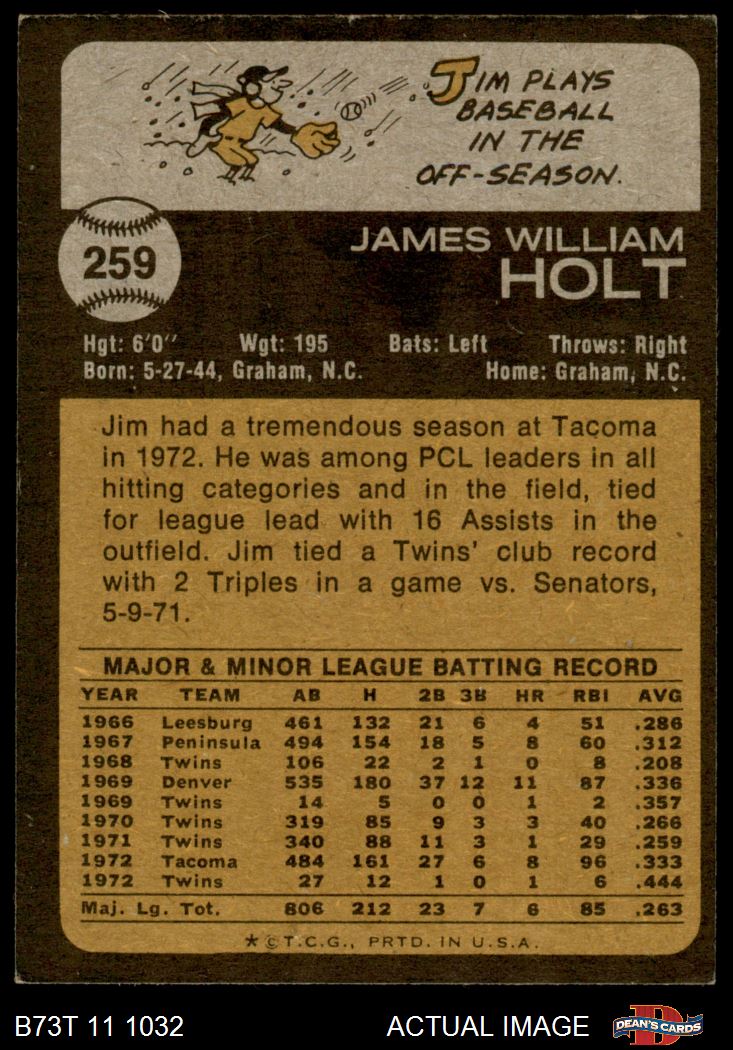 JIM PLAYS
BASEBALL
IN THE
OFF-SEASON.
259
JAMES WILLIAM
HOLT
Hgt: 6'0" Wgt: 195 Bats: Left Throws: Right
Born: 5-27-44, Graham, N.C. Home: Graham, N.C.
Jim had a tremendous season at Tacoma
in 1972. He was among PCL leaders in all
hitting categories and in the field, tied
for league lead with 16 Assists in the
outfield. Jim tied a Twins' club record
with 2 Triples in a game vs. Senators,
5-9-71.
MAJOR & MINOR LEAGUE BATTING RECORD
YEAR TEAM AB H 2B 3B HR RBI AVG
1966 Leesburg 461 132 21 6 4 51 .286
1967 Peninsula 494 154 18 5 8 60 .312
1968 Twins 106 22 2 1 0 8 .208
1969 Denver 535 180 37 12 11 87 .336
1969 Twins 14 5 0 0 1 2 .357
1970 Twins 319 85 9 3 3 40 .266
1971 Twins 340 88 11 3 1 29 .259
1972 Tacoma 484 161 27 6 8 96 .333
1972 Twins 27 12 1 0 1 6 .444
Maj. Lg. Tot. 806 212 23 7 6 85 .263
*©T.C.G., PRTD. IN U.S.A.
B73T 11 1032 ACTUAL IMAGE DEAN'S CARDS